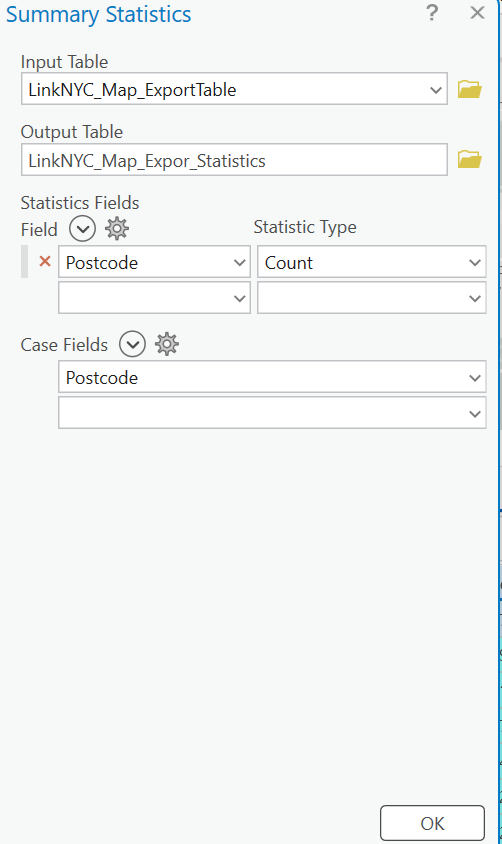 Summary Statistics ? ×
Input Table
LinkNYC_Map_ExportTable
Output Table
LinkNYC_Map_Expor_Statistics
Statistics Fields
Field Statistic Type
Postcode Count
Case Fields
Postcode
OK